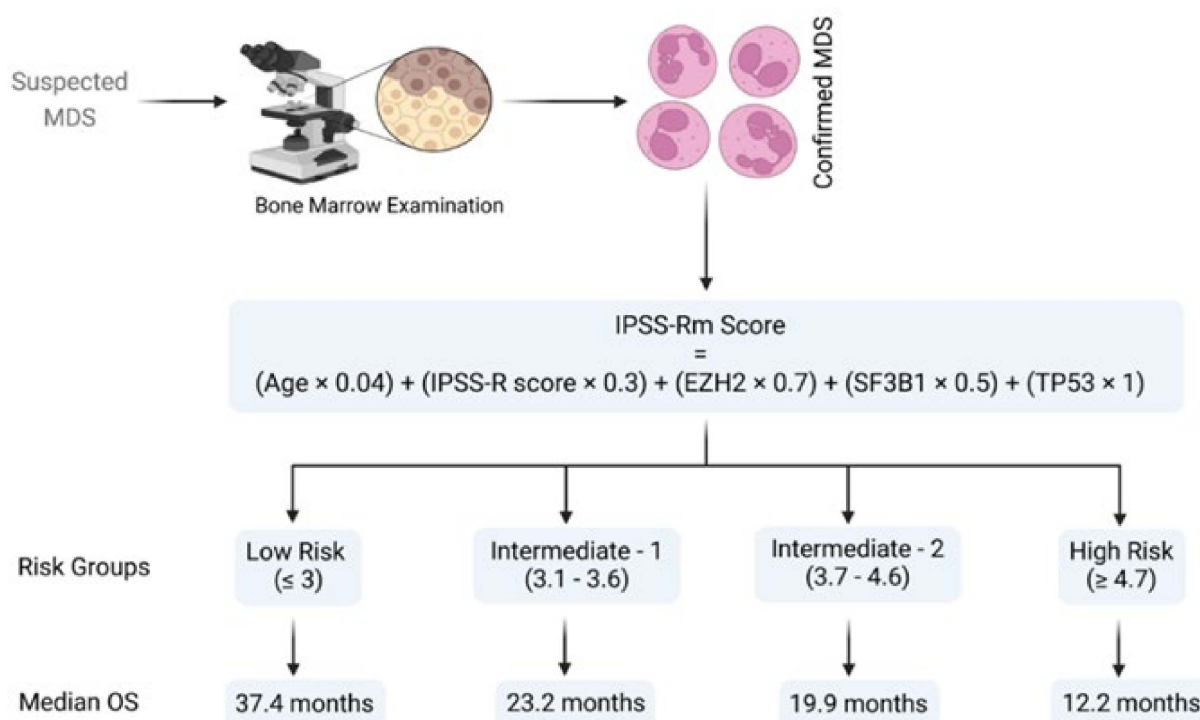 Suspected
MDS
Bone Marrow Examination
Confirmed MDS
IPSS-Rm Score
=
(Age × 0.04) + (IPSS-R score × 0.3) + (EZH2 × 0.7) + (SF3B1 × 0.5) + (TP53 × 1)
Risk Groups
Low Risk
(≤ 3)
Intermediate - 1
(3.1 - 3.6)
Intermediate - 2
(3.7 - 4.6)
High Risk
(≥ 4.7)
Median OS
37.4 months
23.2 months
19.9 months
12.2 months